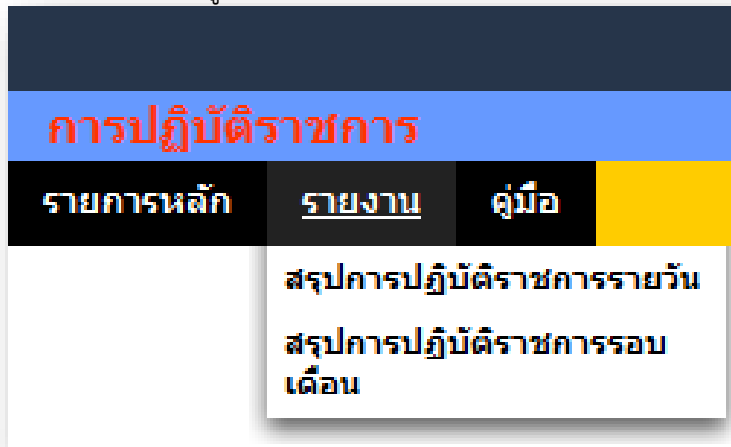 การปฏิบัติราชการ
รายการหลัก รายงาน คู่มือ
สรุปการปฏิบัติราชการรายวัน
สรุปการปฏิบัติราชการรอบ
เดือน